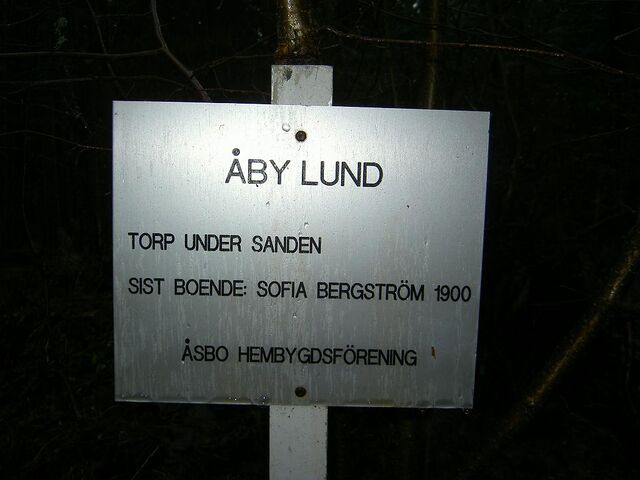 ÅBY LUND
TORP UNDER SANDEN
SIST BOENDE: SOFIA BERGSTRÖM 1900
ÅSBO HEMBYGDSFÖRENING